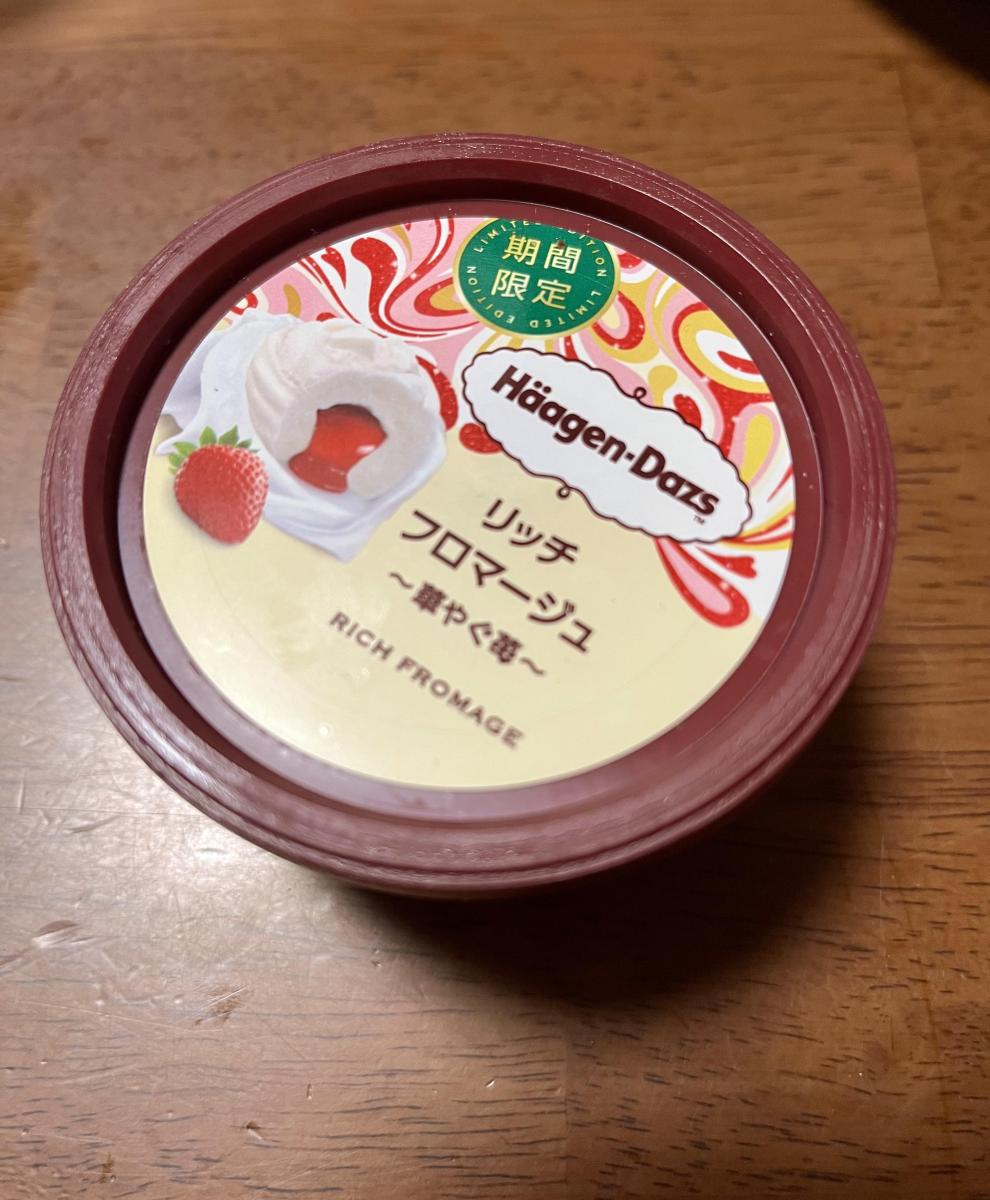 LIMITED EDITION
期間
限定
LIMITED EDITION
Häagen-Dazs
™
リッチ
フロマージュ
～華やぐ苺～
RICH FROMAGE